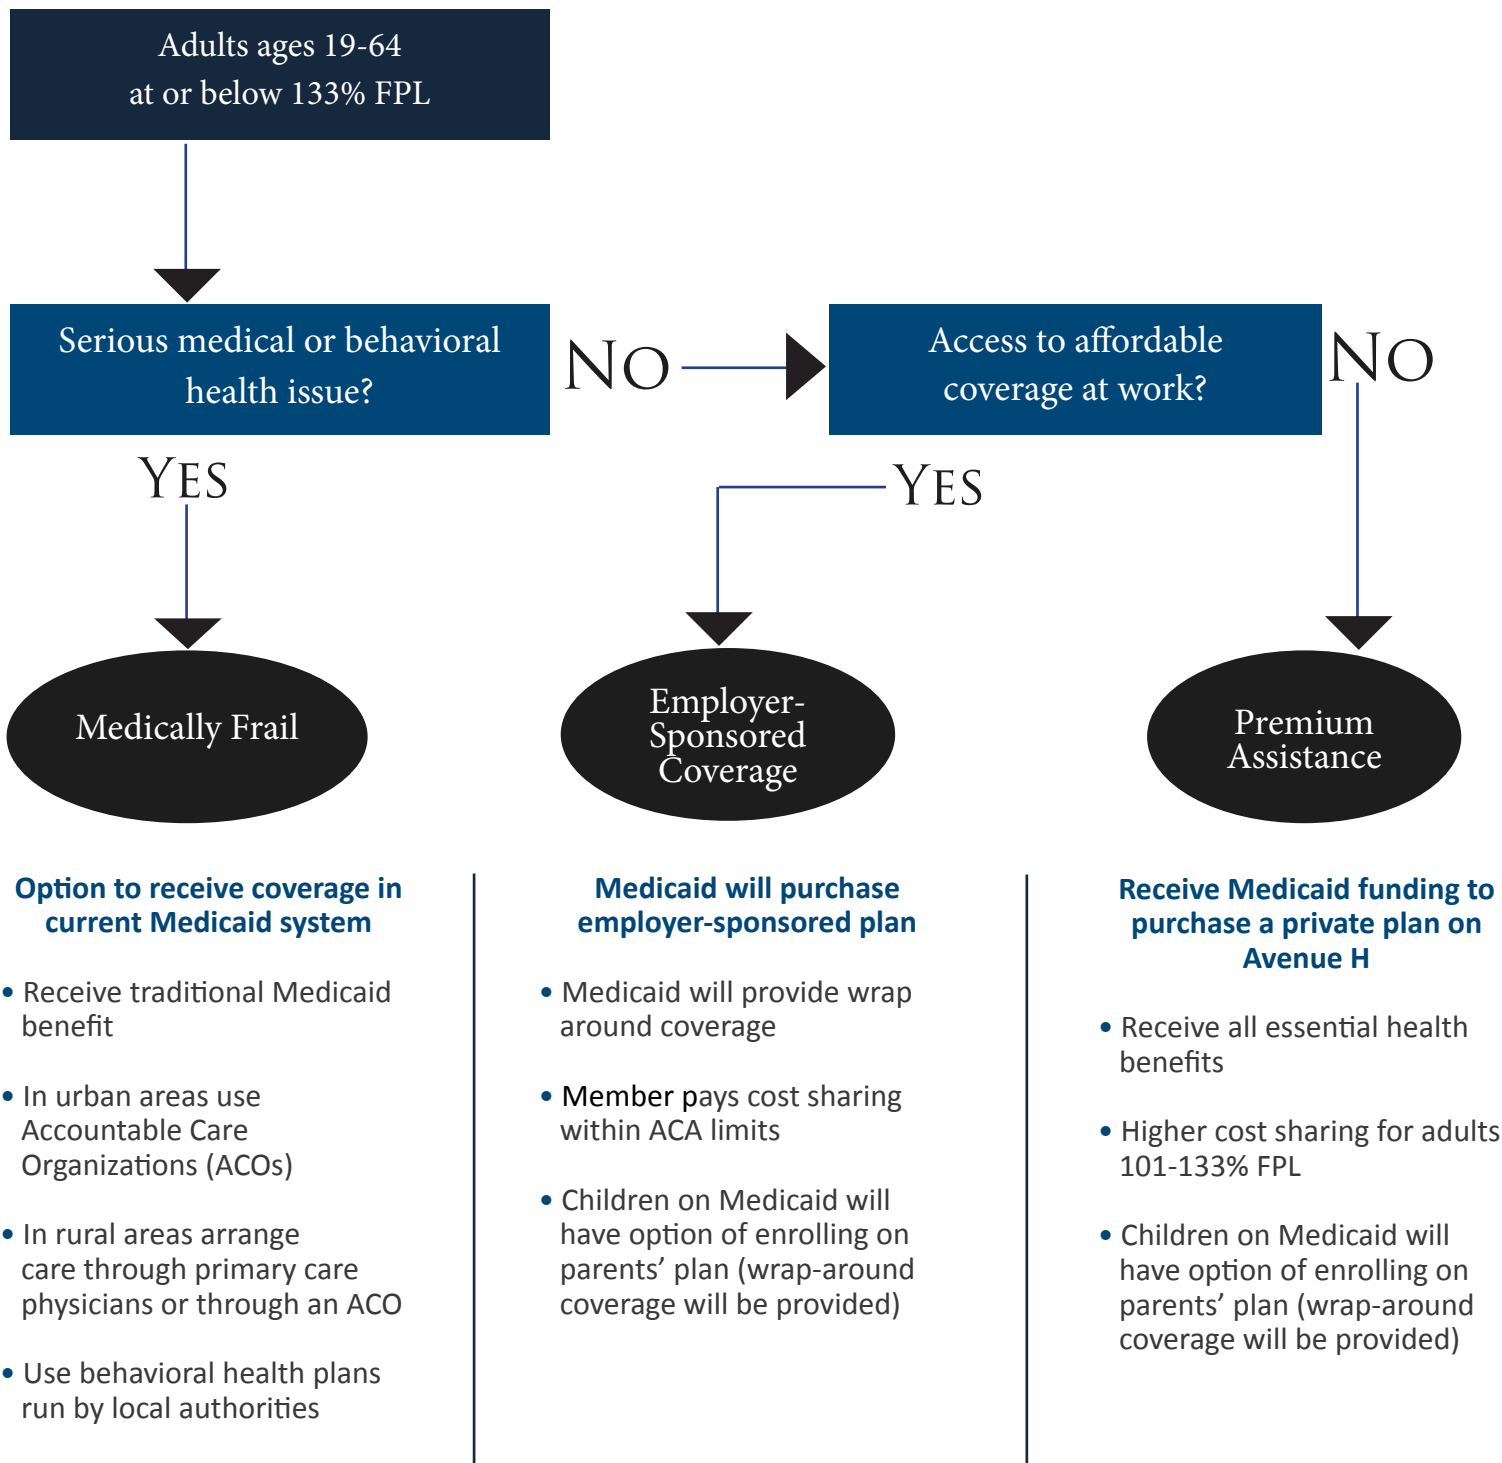 Adults ages 19-64
at or below 133% FPL
Serious medical or behavioral
health issue?
NO
Access to affordable
coverage at work?
NO
YES
YES
Medically Frail
Employer-
Sponsored
Coverage
Premium
Assistance
Option to receive coverage in
current Medicaid system
• Receive traditional Medicaid
benefit
• In urban areas use
Accountable Care
Organizations (ACOs)
• In rural areas arrange
care through primary care
physicians or through an ACO
• Use behavioral health plans
run by local authorities
Medicaid will purchase
employer-sponsored plan
• Medicaid will provide wrap
around coverage
• Member pays cost sharing
within ACA limits
• Children on Medicaid will
have option of enrolling on
parents’ plan (wrap-around
coverage will be provided)
Receive Medicaid funding to
purchase a private plan on
Avenue H
• Receive all essential health
benefits
• Higher cost sharing for adults
101-133% FPL
• Children on Medicaid will
have option of enrolling on
parents’ plan (wrap-around
coverage will be provided)